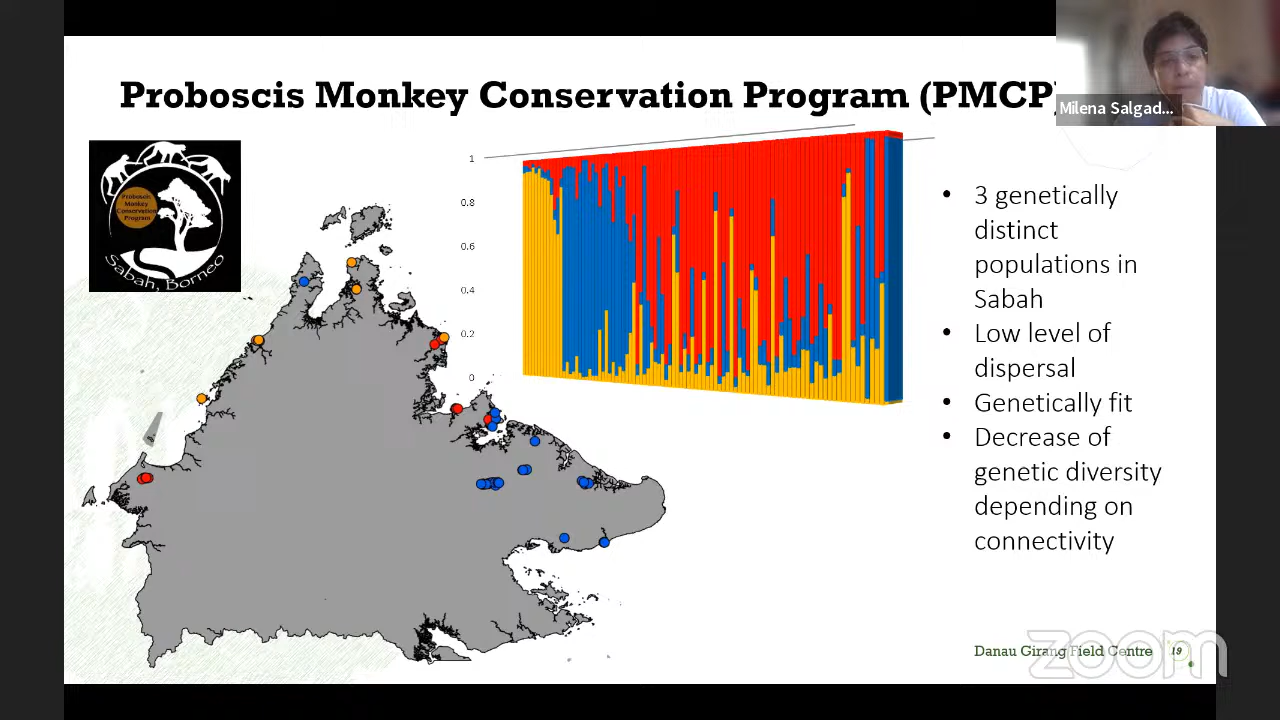 Proboscis Monkey Conservation Program (PMCP)
Milena Salgad...
Proboscis
Monkey
Conservation
Program
Sabah, Borneo
1
0.8
0.6
0.4
0.2
0
• 3 genetically
distinct
populations in
Sabah
• Low level of
dispersal
• Genetically fit
• Decrease of
genetic diversity
depending on
connectivity
Danau Girang Field Centre 19
zoom